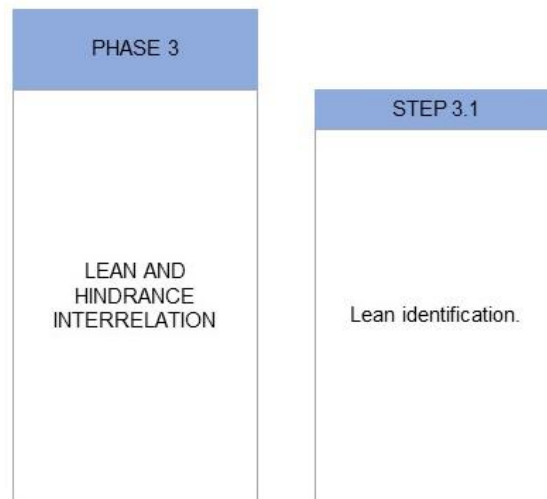 PHASE 3
LEAN AND
HINDRANCE
INTERRELATION
STEP 3.1
Lean identification.